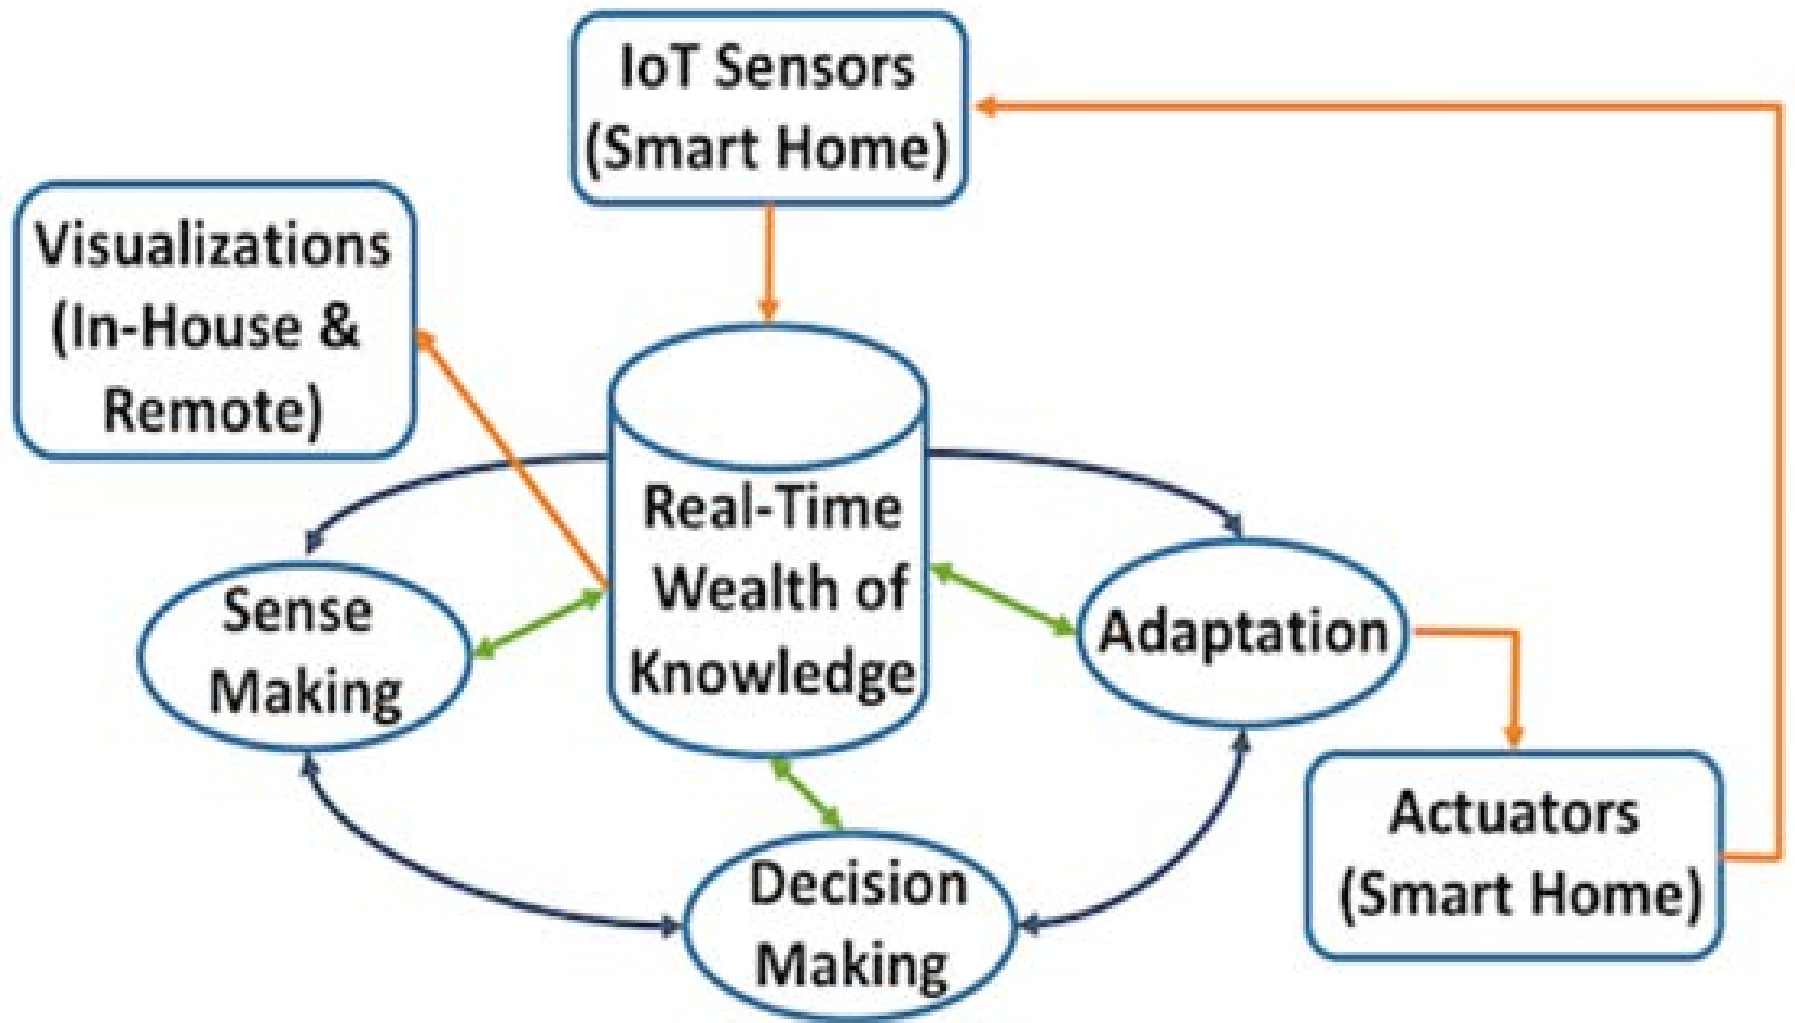 IoT Sensors
(Smart Home)
Visualizations
(In-House &
Remote)
Real-Time
Wealth of
Knowledge
Sense
Making
Adaptation
Decision
Making
Actuators
(Smart Home)